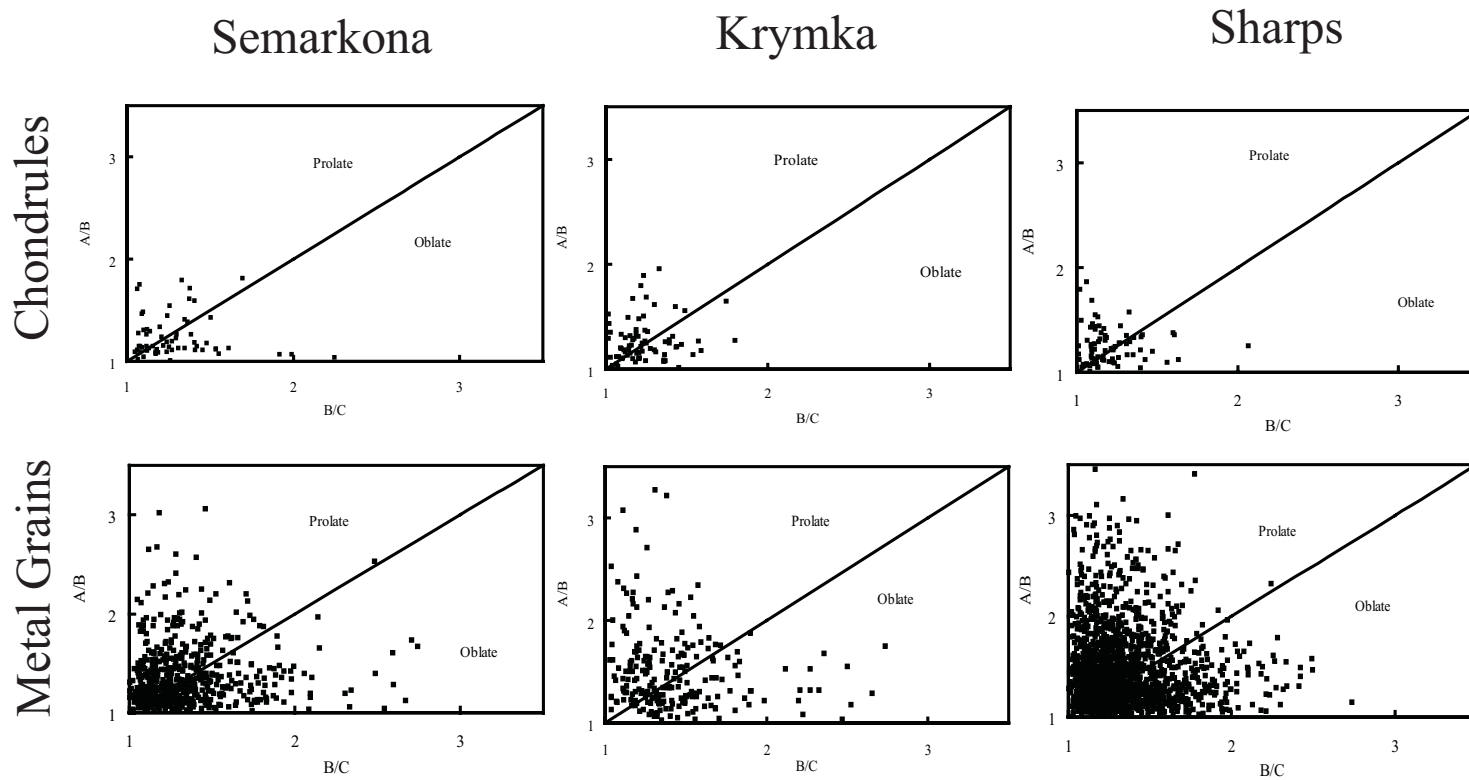 Semarkona
Krymka
Sharps
Chondrules
3
2
1
A/B
Prolate
Oblate
1
2
3
B/C
3
2
1
A/B
Prolate
Oblate
1
2
3
B/C
3
2
1
A/B
Prolate
Oblate
1
2
3
B/C
Metal Grains
3
2
1
A/B
Prolate
Oblate
1
2
3
B/C
3
2
1
A/B
Prolate
Oblate
1
2
3
B/C
3
2
1
A/B
Prolate
Oblate
1
2
3
B/C